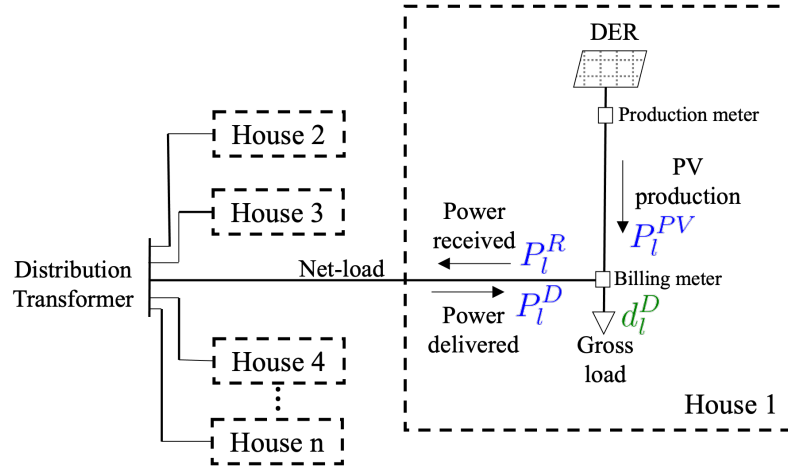 DER
Production meter
PV
production
P_l^{PV}
House 2
House 3
Power
received
P_l^R
Distribution
Transformer
Net-load
Billing meter
P_l^D
d_l^D
Power
delivered
Gross
load
House 4
House n
House 1